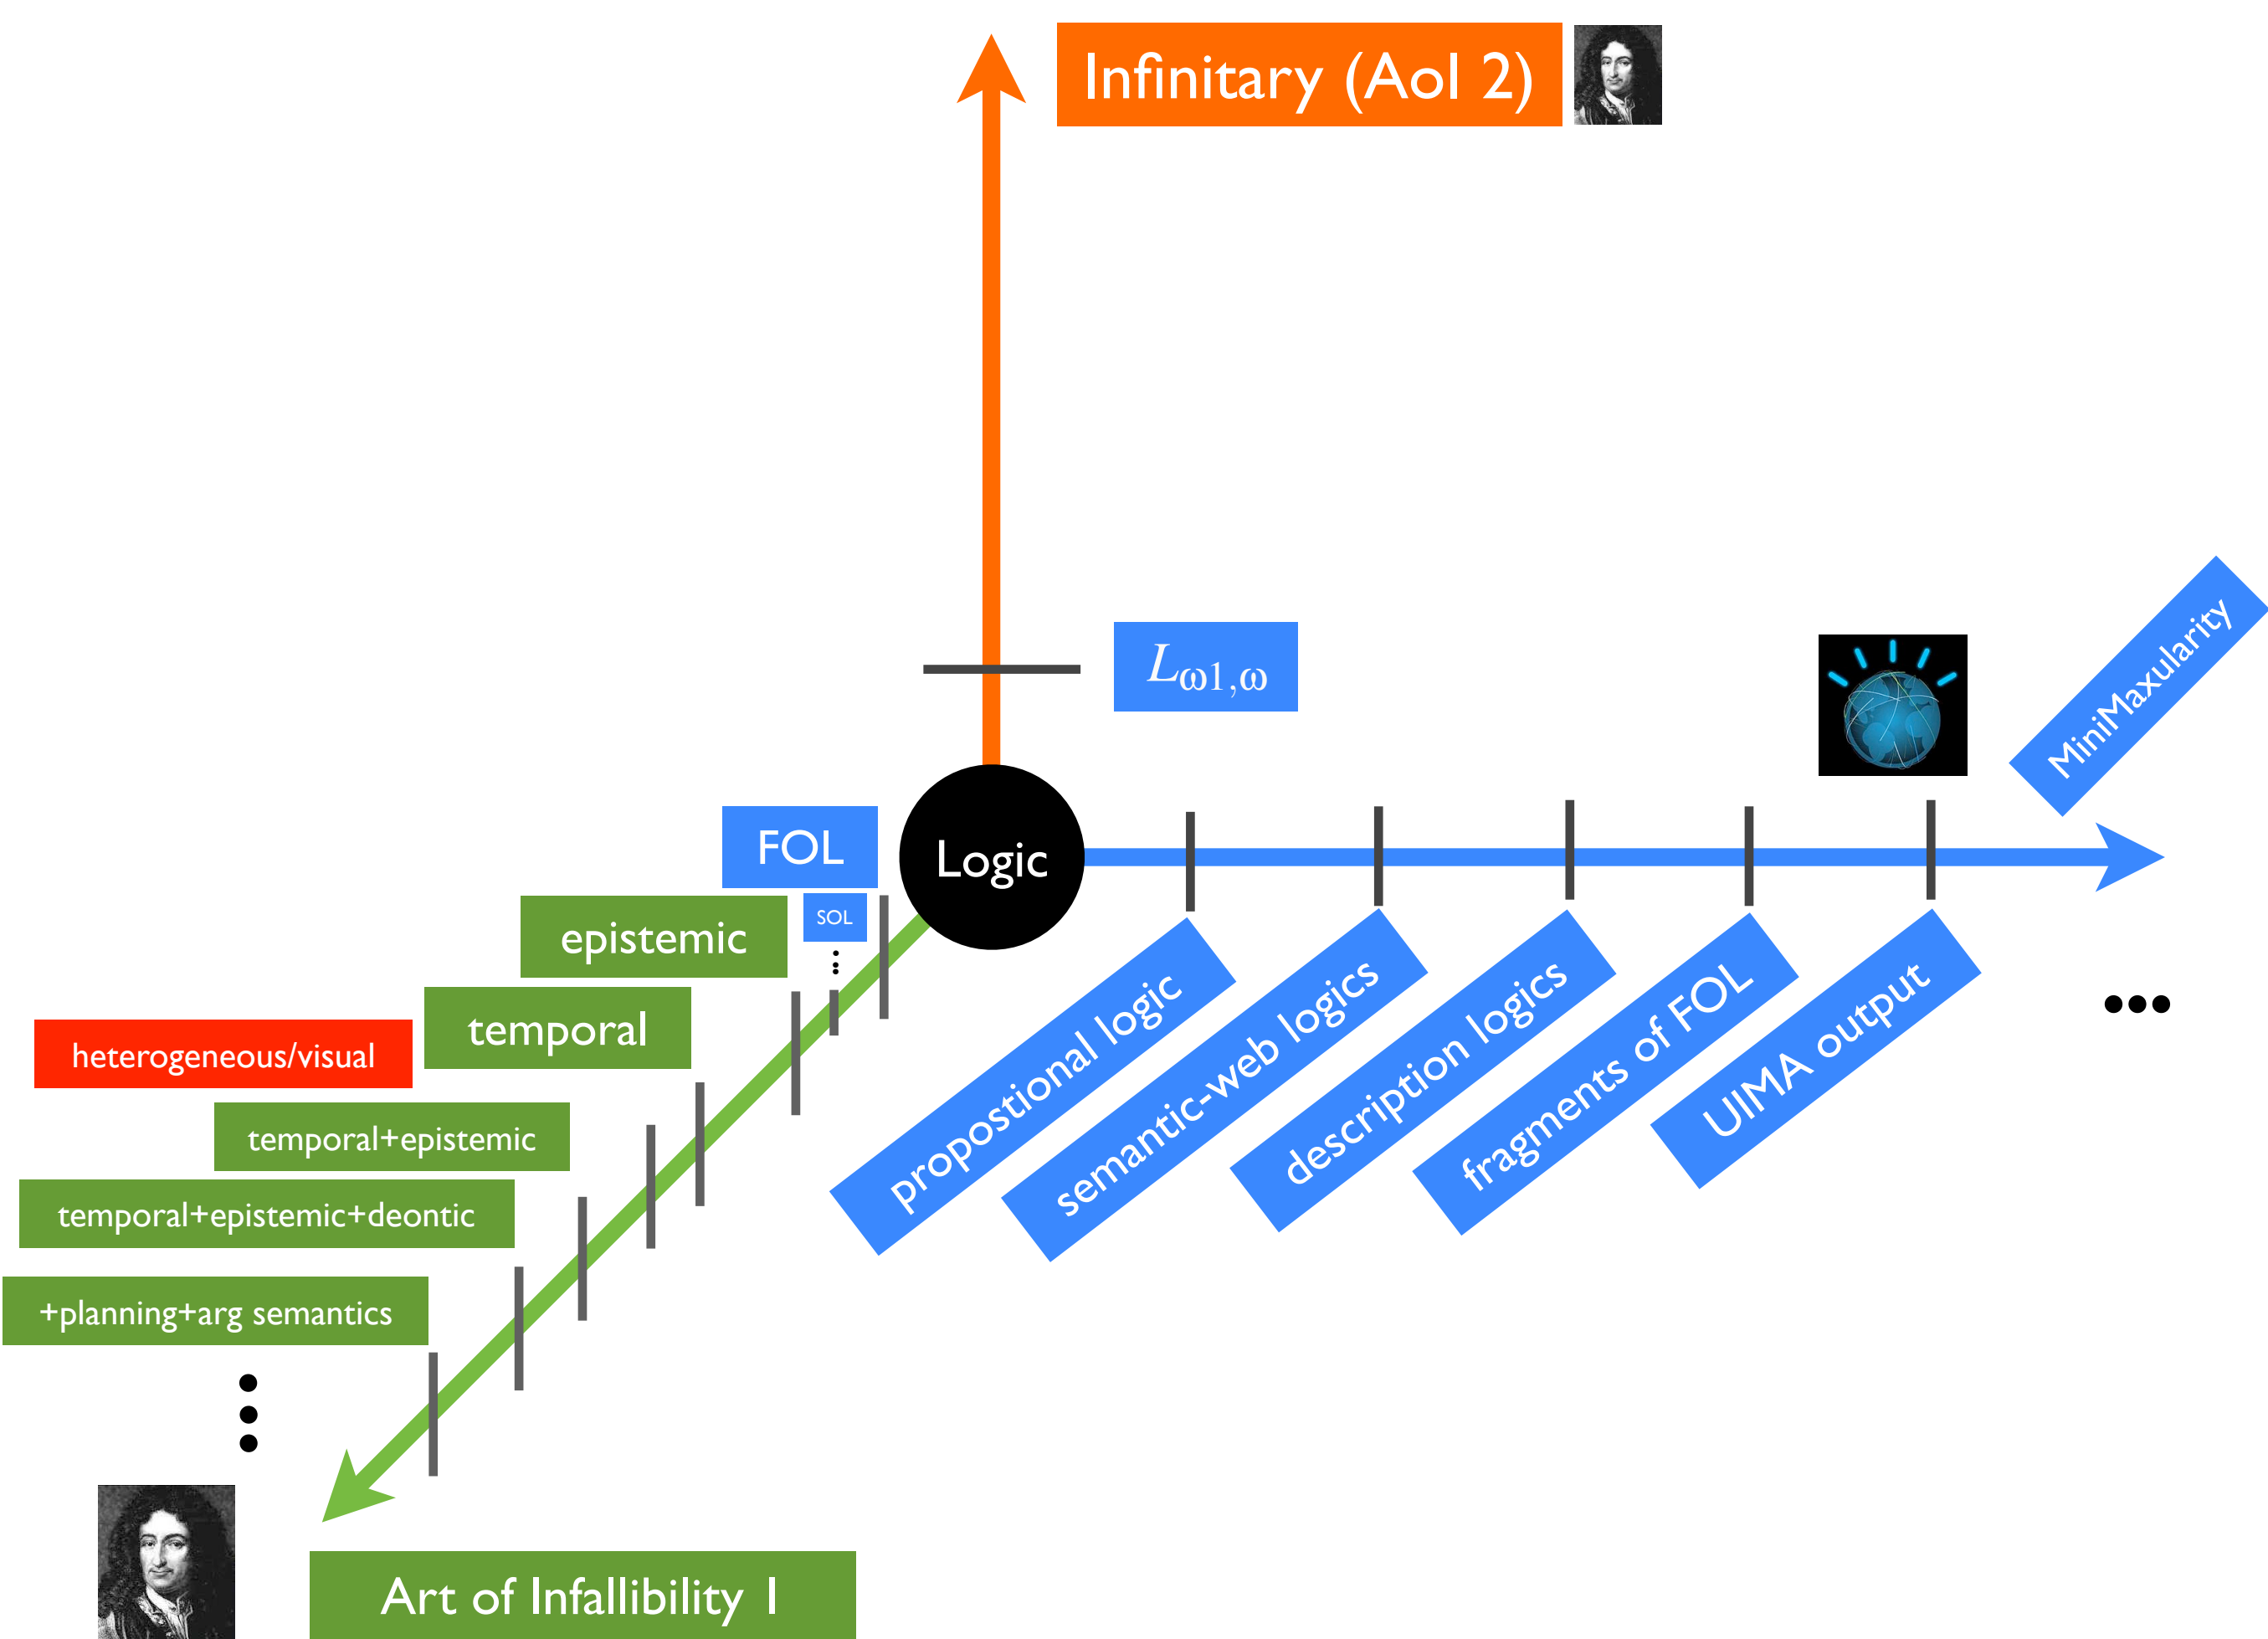 Infinitary (AoI 2)
Lω1,ω
MiniMaxularity
Logic
FOL
SOL
epistemic
temporal
heterogeneous/visual
temporal+epistemic
temporal+epistemic+deontic
+planning+arg semantics
propostional logic
semantic-web logics
description logics
fragments of FOL
UIMA output
Art of Infallibility 1